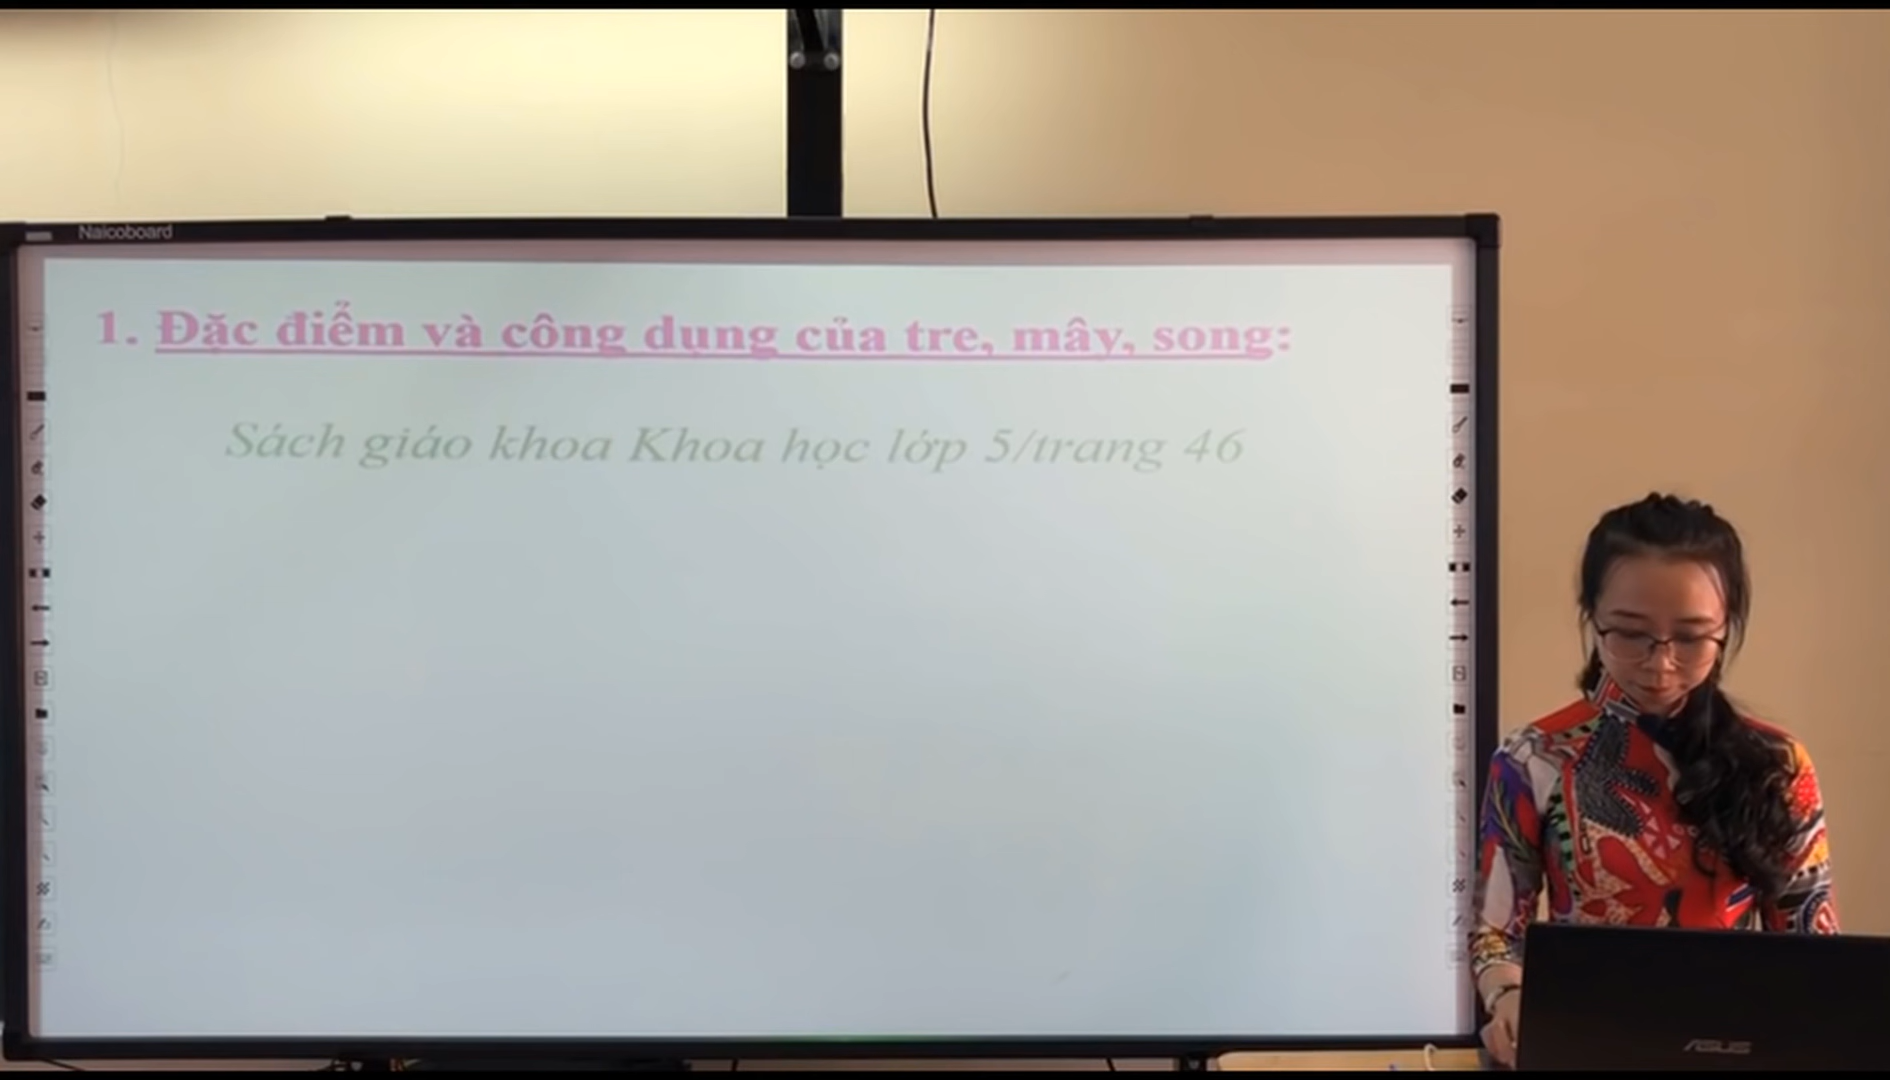 Naicoboard
1. Đặc điểm và công dụng của tre, mây, song:
Sách giáo khoa Khoa học lớp 5/trang 46
ASUS